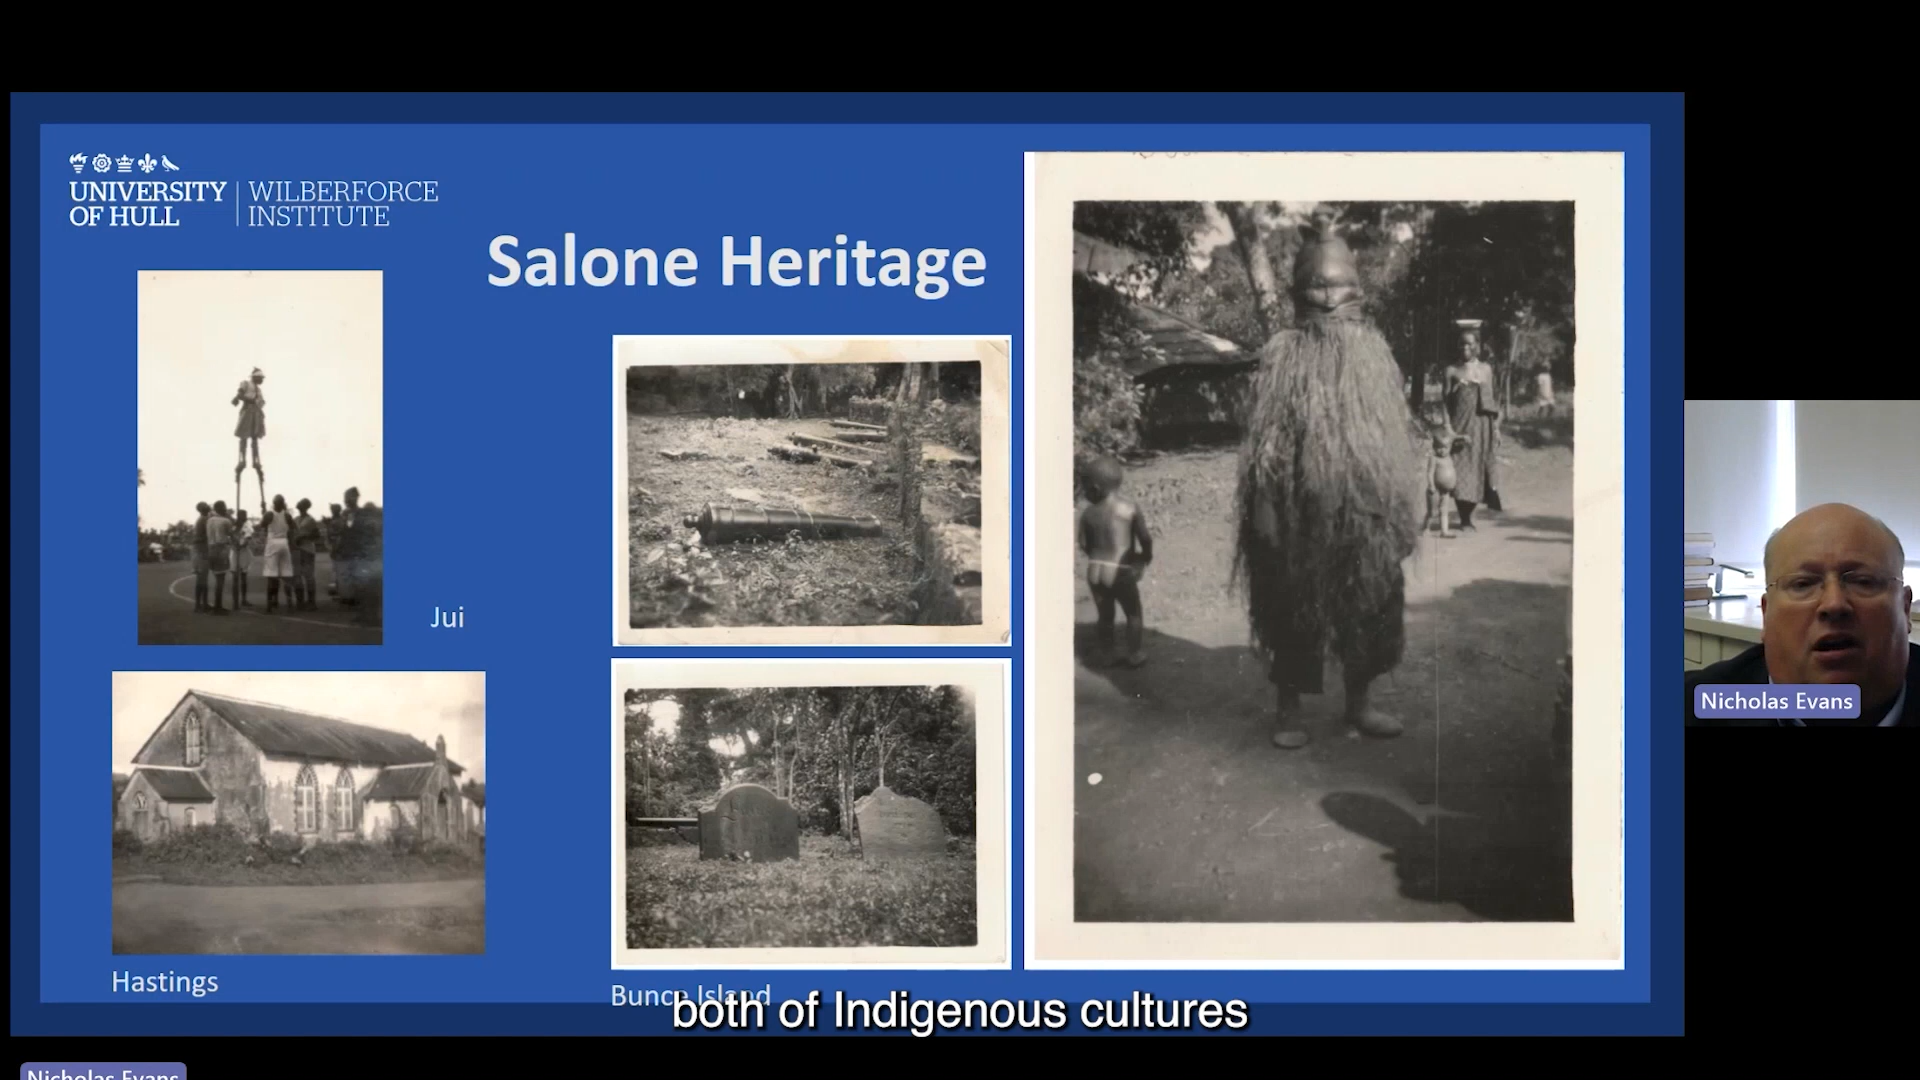 UNIVERSITY
OF HULL
WILBERFORCE
INSTITUTE
Salone Heritage
Jui
Hastings
Bunce Island
both of Indigenous cultures
Nicholas Evans
Nicholas Evans